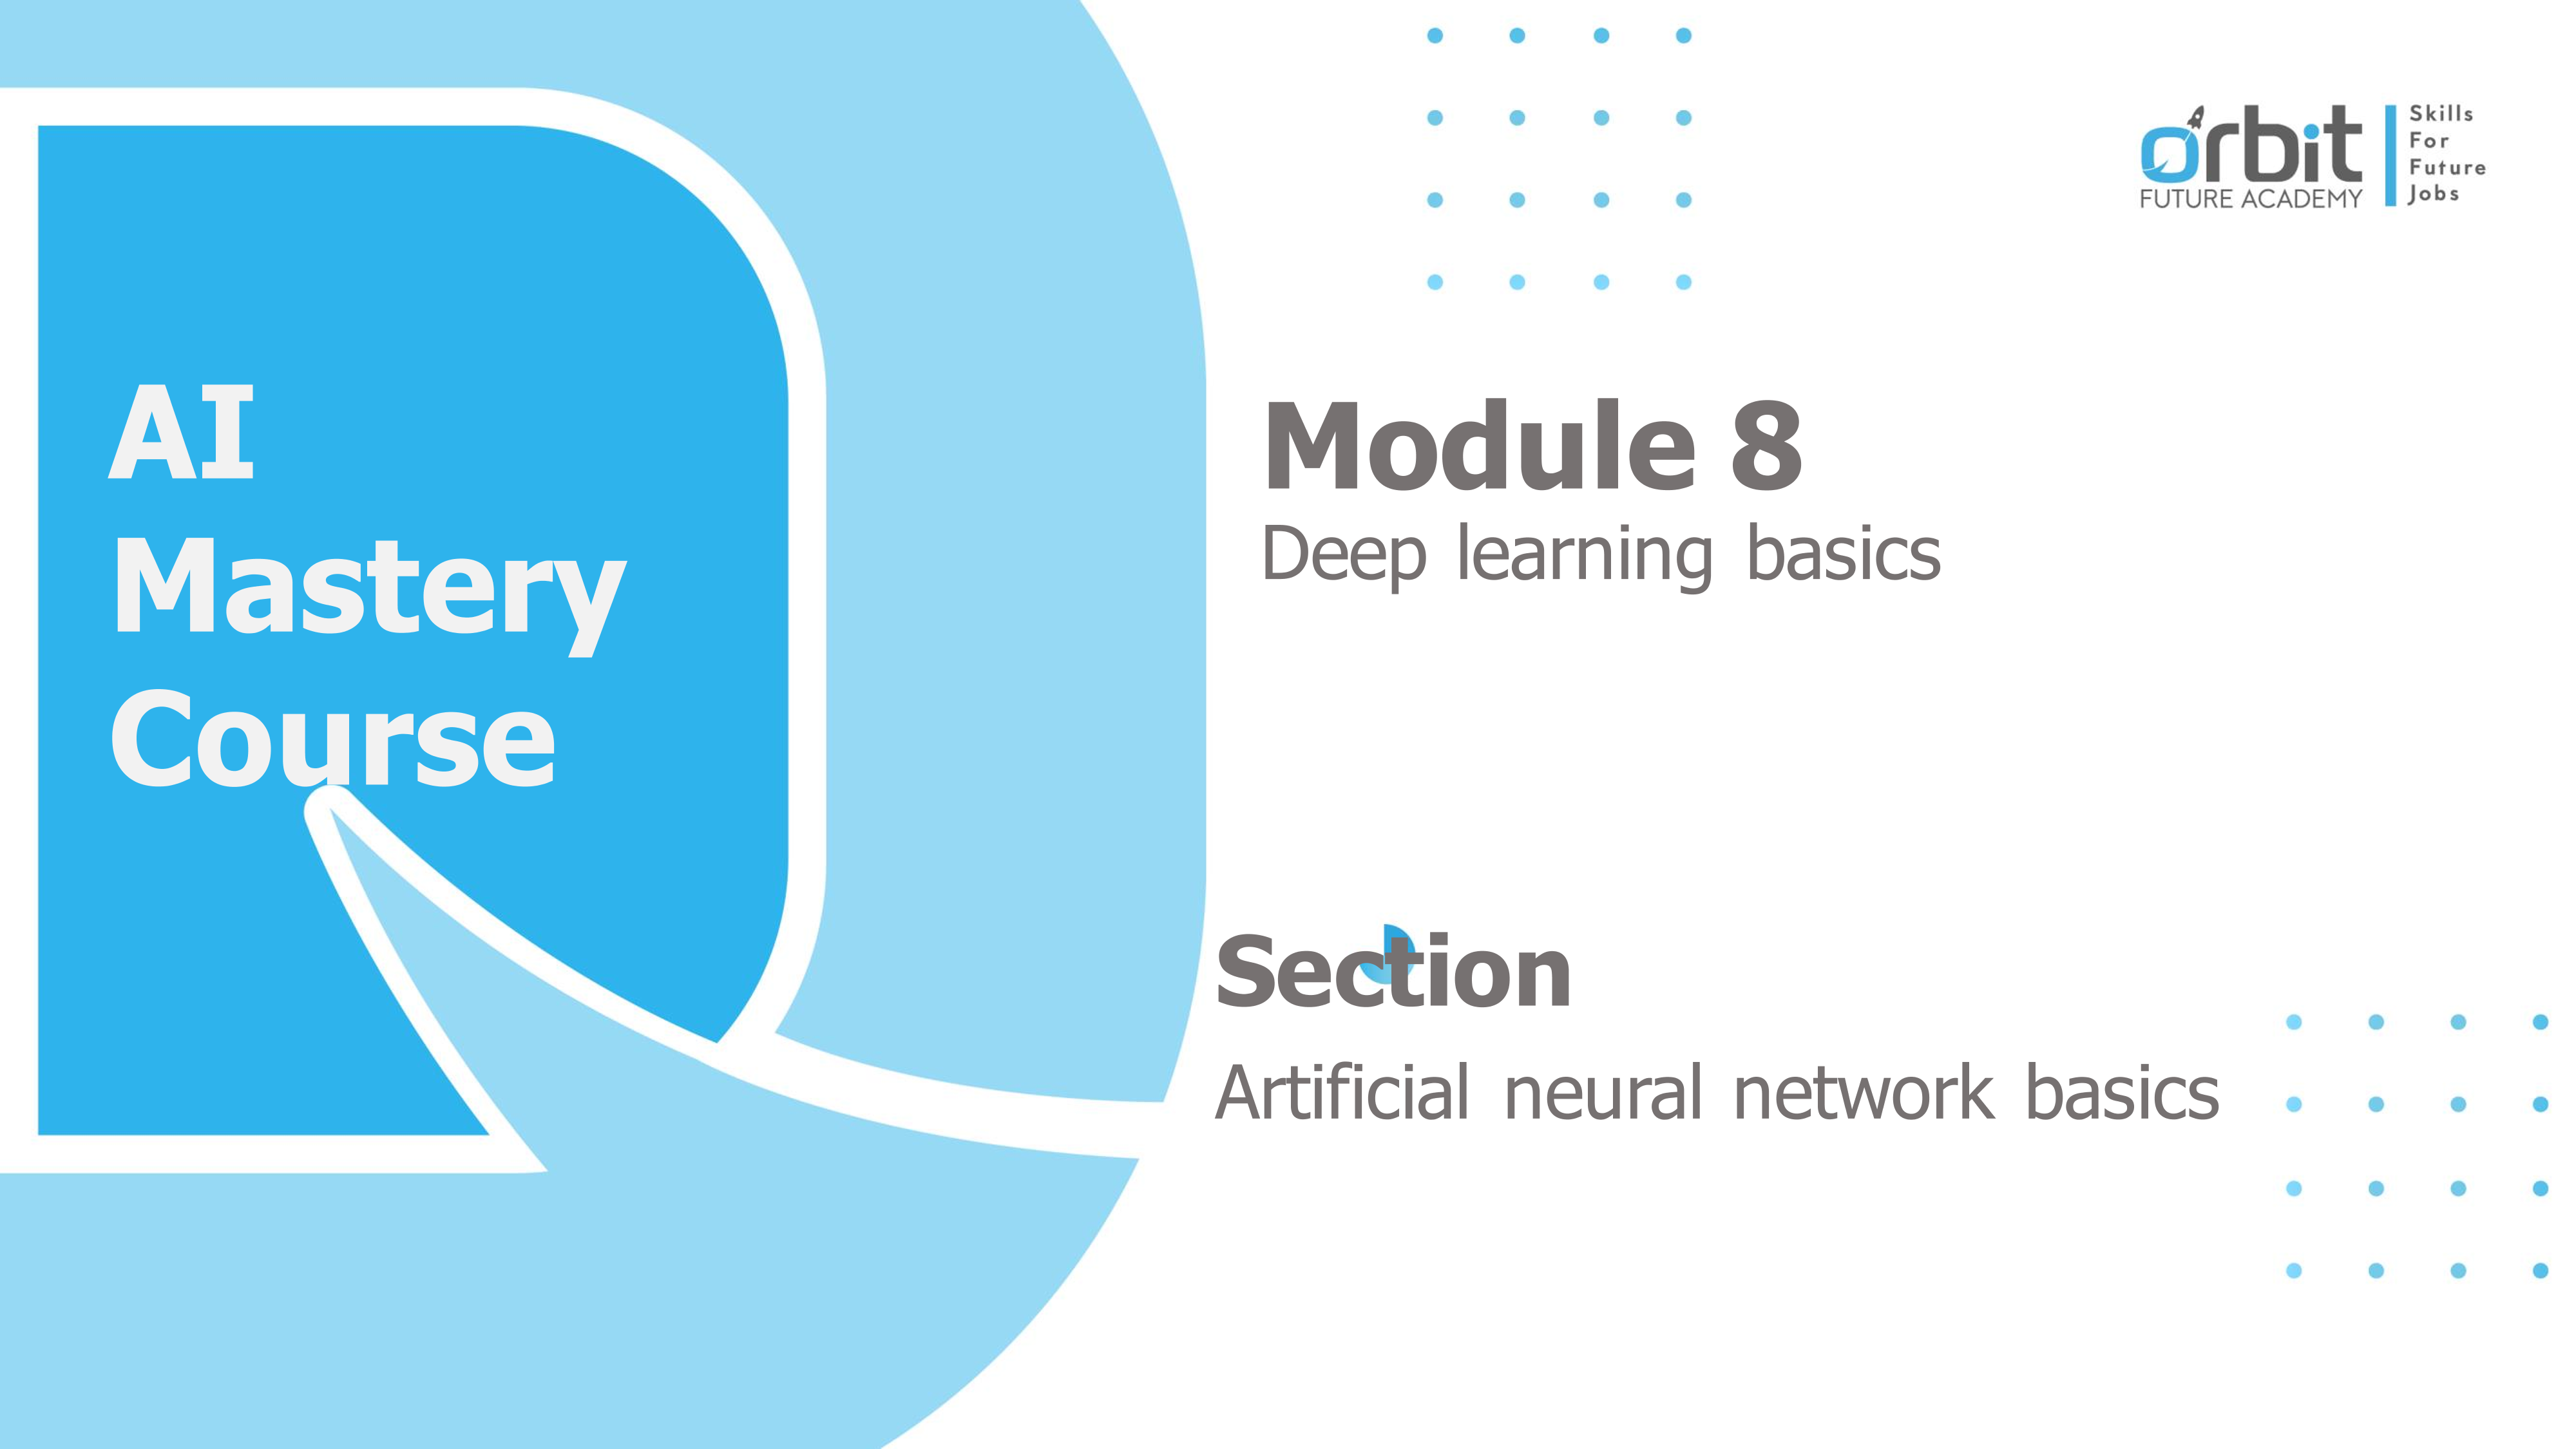 AI
Mastery
Course
orbit
FUTURE ACADEMY
Skills
For
Future
Jobs
Module 8
Deep learning basics
Section
Artificial neural network basics